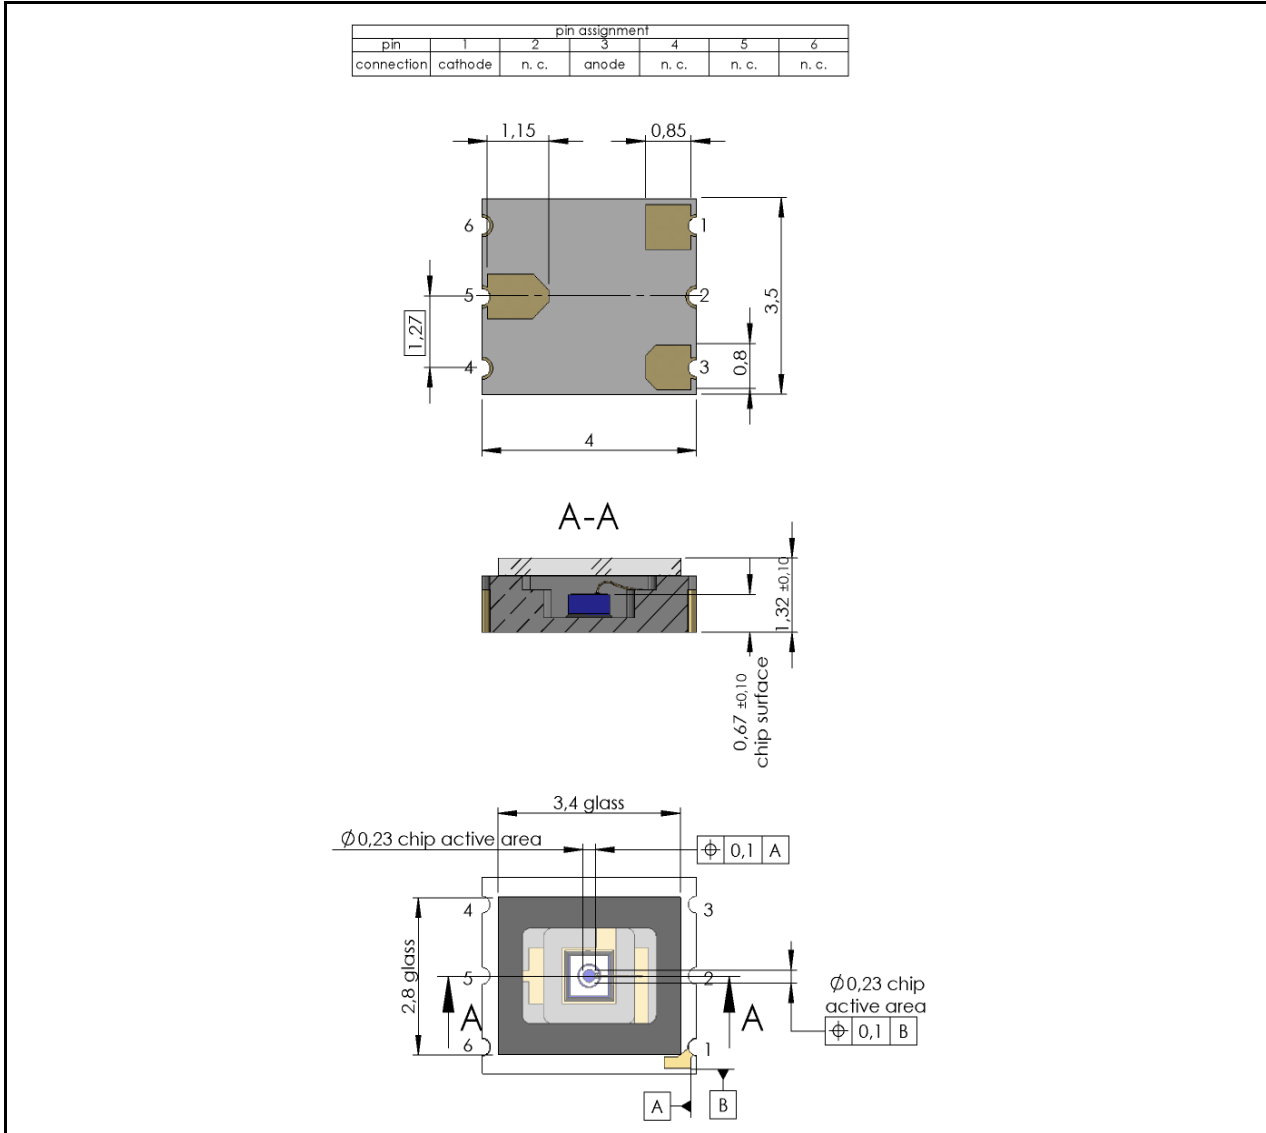 pin assignment
pin 1 2 3 4 5 6
connection cathode n. c. anode n. c. n. c. n. c.
1,15 0,85
6 1
5 2
4 3
1,27
3,5
0,8
4
A-A
1,32 ±0,10
0,67 ±0,10
chip surface
3,4 glass
Ø0,23 chip active area
⌖ 0,1 A
4 3
2,8 glass
5 2
A A
6 1
Ø0,23 chip
active area
⌖ 0,1 B
A B